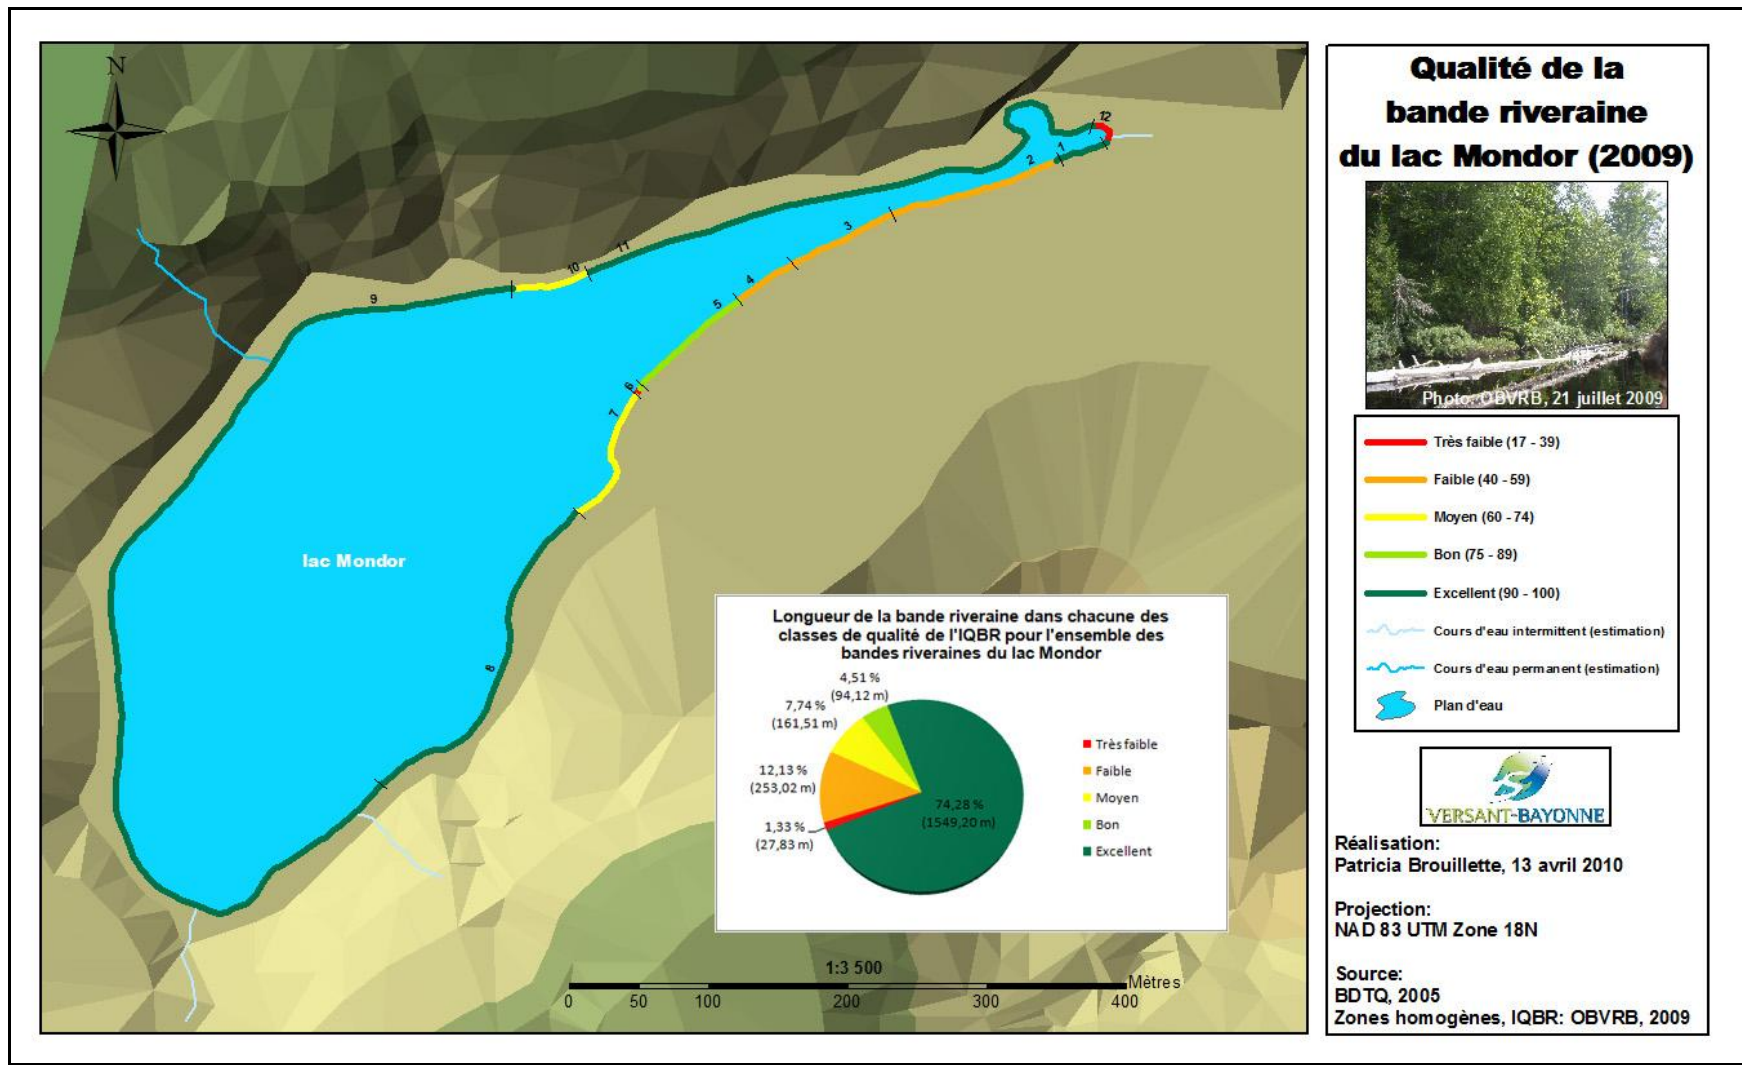 N
12
1
2
3
4
5
6
7
8
9
10
11
lac Mondor
Longueur de la bande riveraine dans chacune des
classes de qualité de l'IQBR pour l'ensemble des
bandes riveraines du lac Mondor
4,51 %
(94,12 m)
7,74 %
(161,51 m)
12,13 %
(253,02 m)
1,33 %
(27,83 m)
74,28 %
(1549,20 m)
Très faible
Faible
Moyen
Bon
Excellent
1:3 500
Mètres
0 50 100 200 300 400
Qualité de la
bande riveraine
du lac Mondor (2009)
Photo: OBVRB, 21 juillet 2009
Très faible (17 - 39)
Faible (40 - 59)
Moyen (60 - 74)
Bon (75 - 89)
Excellent (90 - 100)
Cours d'eau intermittent (estimation)
Cours d'eau permanent (estimation)
Plan d'eau
VERSANT-BAYONNE
Réalisation:
Patricia Brouillette, 13 avril 2010
Projection:
NAD 83 UTM Zone 18N
Source:
BDTQ, 2005
Zones homogènes, IQBR: OBVRB, 2009